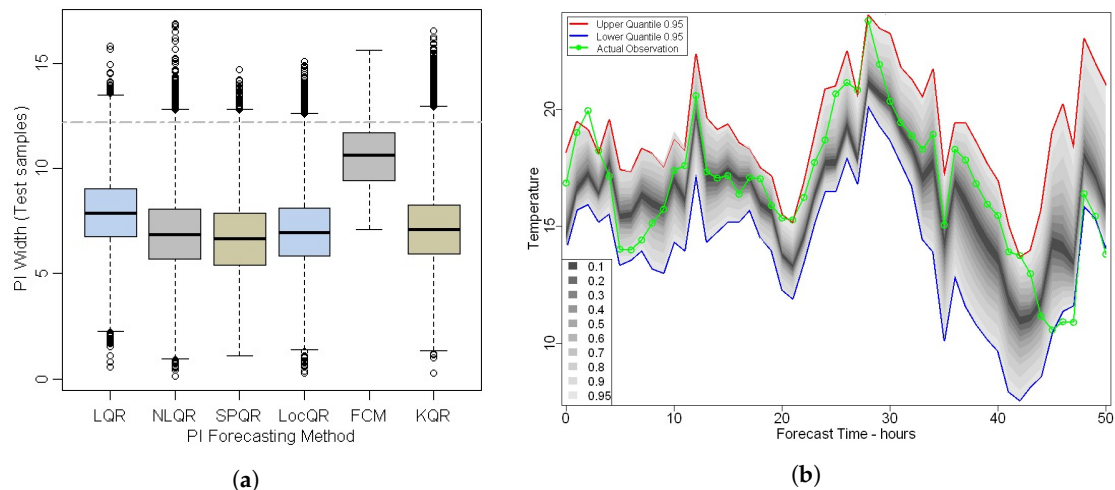 PI Width (Test samples)
15
10
5
0
LQR NLQR SPQR LocQR FCM KQR
PI Forecasting Method
(a)
Upper Quantile 0.95
Lower Quantile 0.95
Actual Observation
Temperature
20
15
10
0.1
0.2
0.3
0.4
0.5
0.6
0.7
0.8
0.9
0.95
0 10 20 30 40 50
Forecast Time - hours
(b)